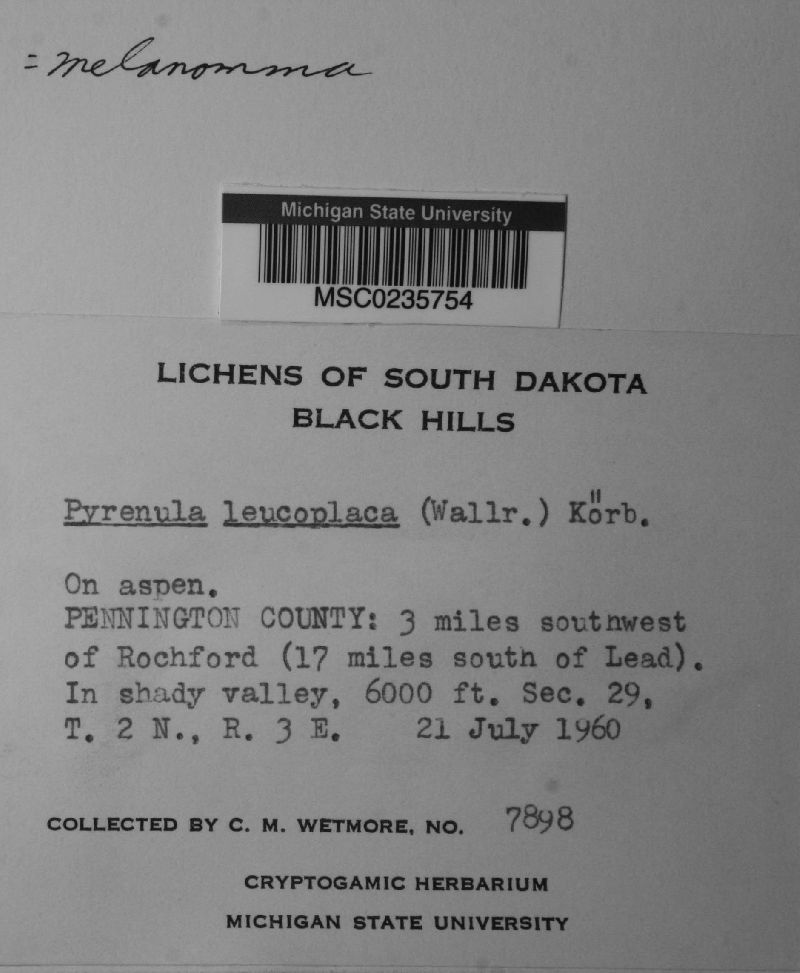 = melanomma
Michigan State University
MSC0235754
LICHENS OF SOUTH DAKOTA
BLACK HILLS
Pyrenula leucoplaca (Wallr.) Körb.
On aspen.
PENNINGTON COUNTY: 3 miles southwest
of Rochford (17 miles south of Lead).
In shady valley, 6000 ft. Sec. 29,
T. 2 N., R. 3 E. 21 July 1960
COLLECTED BY C. M. WETMORE, NO. 7898
CRYPTOGAMIC HERBARIUM
MICHIGAN STATE UNIVERSITY